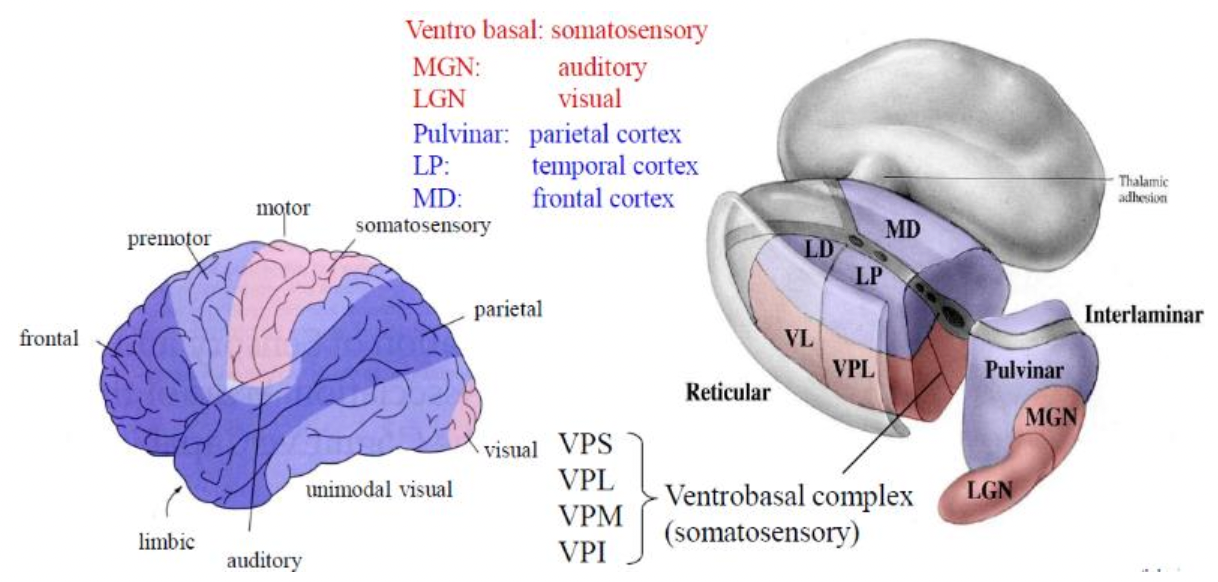 Ventro basal: somatosensory
MGN: auditory
LGN visual
Pulvinar: parietal cortex
LP: temporal cortex
MD: frontal cortex
motor
somatosensory
premotor
parietal
frontal
visual
unimodal visual
limbic
auditory
Thalamic
adhesion
MD
LD
LP
Interlaminar
VL
VPL
Pulvinar
Reticular
MGN
LGN
VPS
VPL
VPM
VPI
Ventrobasal complex
(somatosensory)